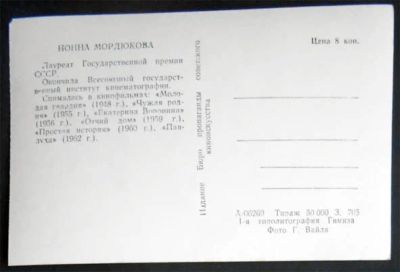 НОННА МОРДЮКОВА
Лауреат Государственной премии
СССР.
Окончила Всесоюзный государст-
венный институт кинематографии.
Снималась в кинофильмах: «Моло-
дая гвардия» (1948 г.), «Чужая род-
ня» (1955 г.), «Екатерина Воронина»
(1956 г.), «Отчий дом» (1959 г.),
«Простая история» (1960 г.), «Пав-
луха» (1962 г.).
Издание Бюро пропаганды советского
киноискусства
Цена 8 коп.
А-00260 Тираж 50 000 З. 705
1-я типолитография Гимиза
Фото Г. Вайля